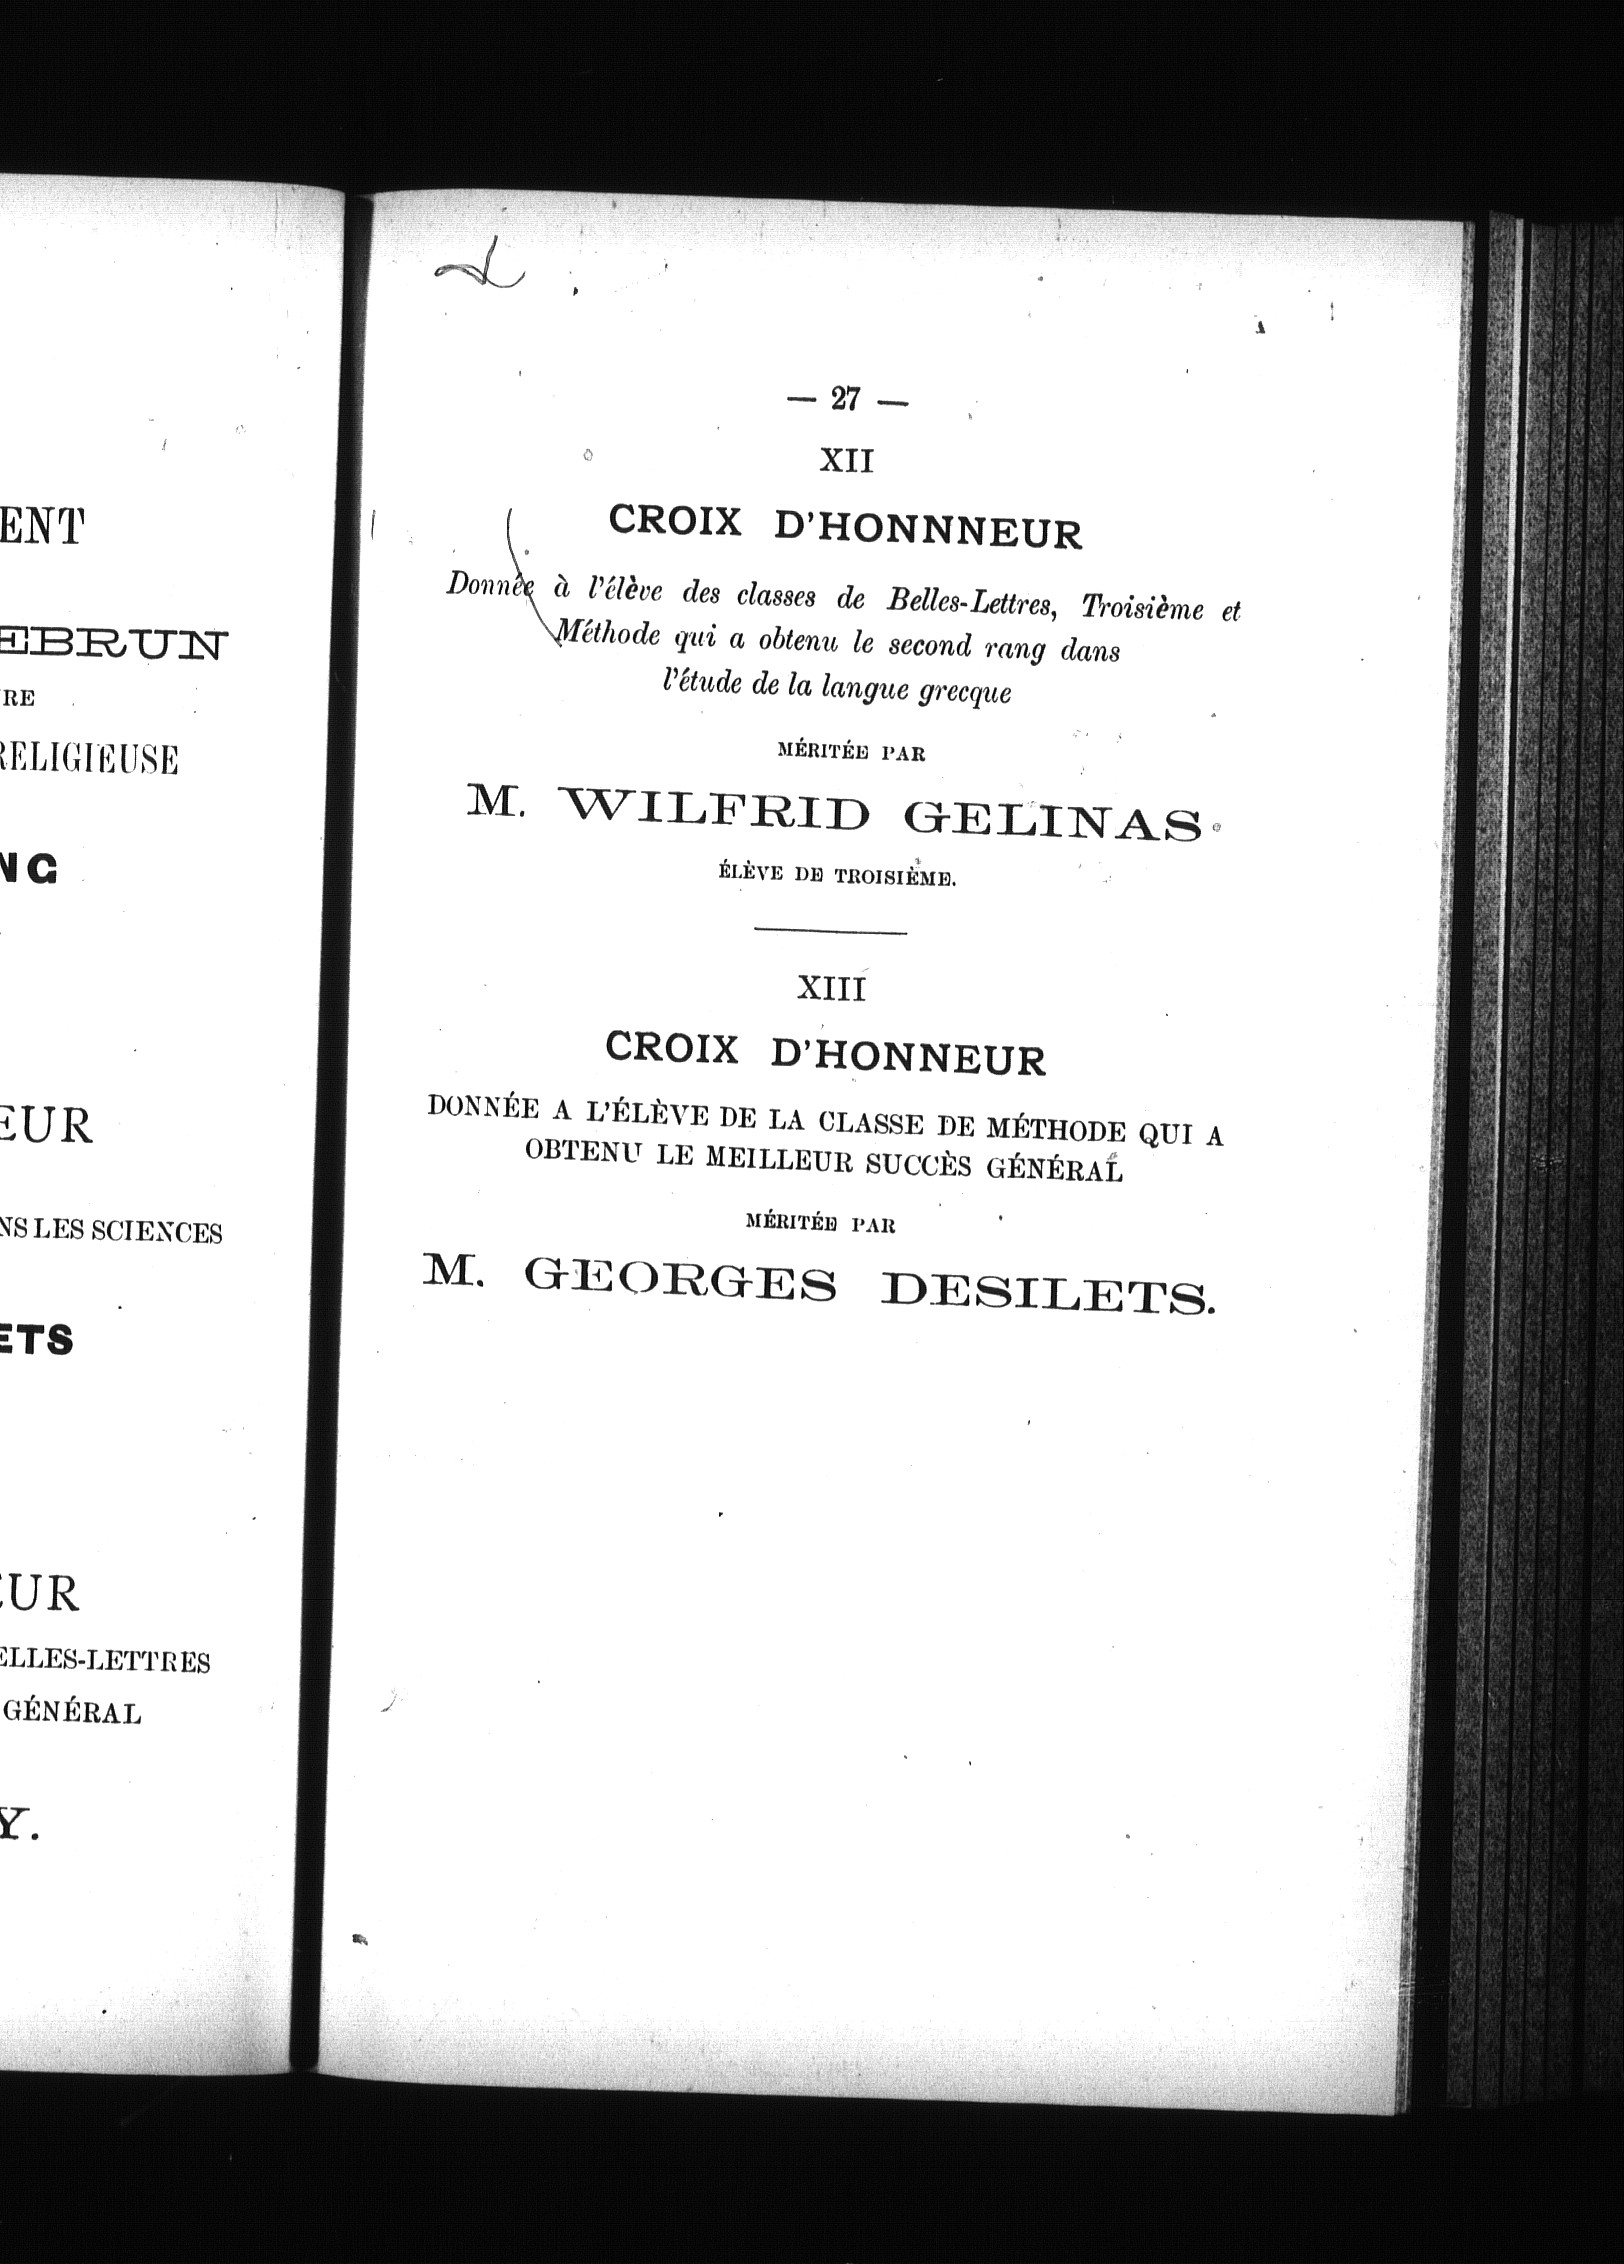 ENT
EBRUN
RE
RELIGIEUSE
NG
EUR
NS LES SCIENCES
ETS
EUR
ELLES-LETTRES
GÉNÉRAL
Y.
— 27 —
XII
CROIX D'HONNNEUR
Donnée à l'élève des classes de Belles-Lettres, Troisième et
Méthode qui a obtenu le second rang dans
l'étude de la langue grecque
MÉRITÉE PAR
M. WILFRID GELINAS.
ÉLÈVE DE TROISIÈME.
XIII
CROIX D'HONNEUR
DONNÉE A L'ÉLÈVE DE LA CLASSE DE MÉTHODE QUI A
OBTENU LE MEILLEUR SUCCÈS GÉNÉRAL
MÉRITÉE PAR
M. GEORGES DESILETS.